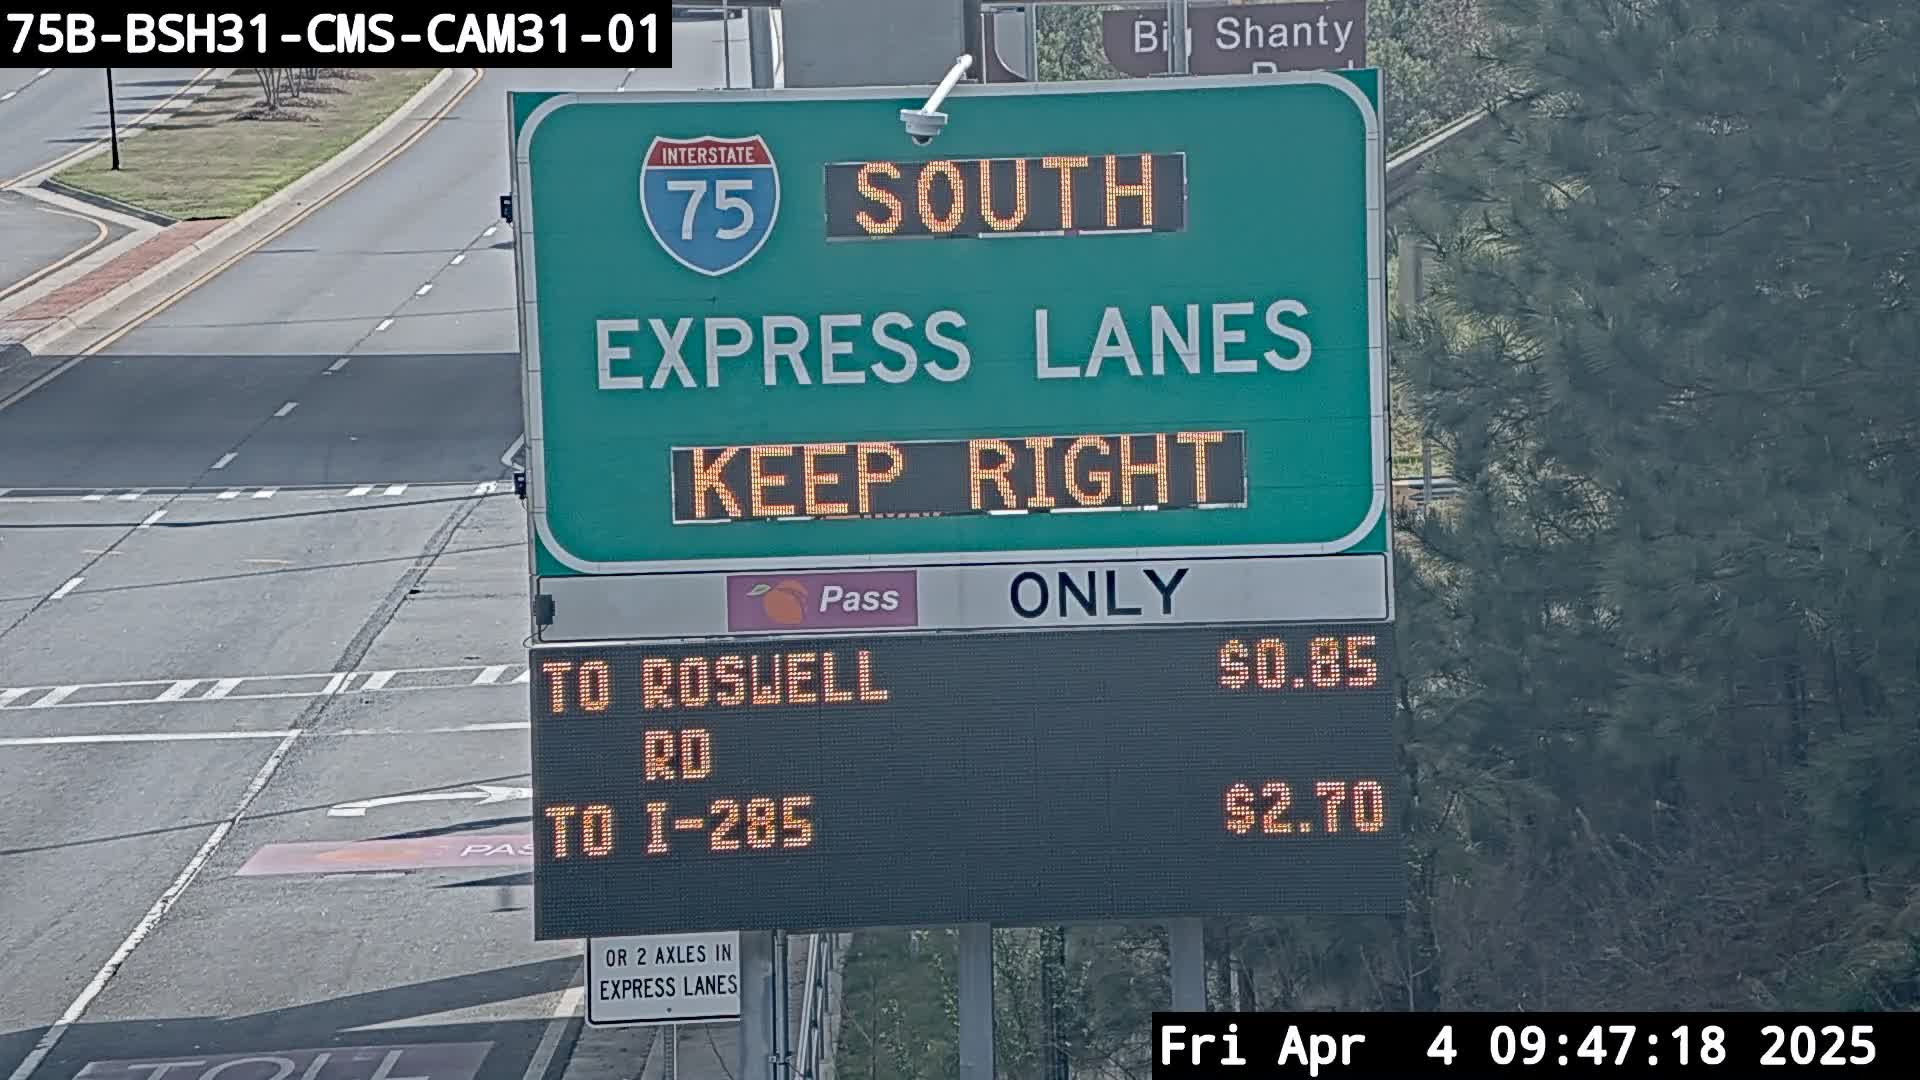 75B-BSH31-CMS-CAM31-01
Big Shanty
INTERSTATE
75
SOUTH
EXPRESS LANES
KEEP RIGHT
Pass
ONLY
TO ROSWELL $0.85
RD
TO I-285 $2.70
OR 2 AXLES IN
EXPRESS LANES
TOLL
Fri Apr 4 09:47:18 2025